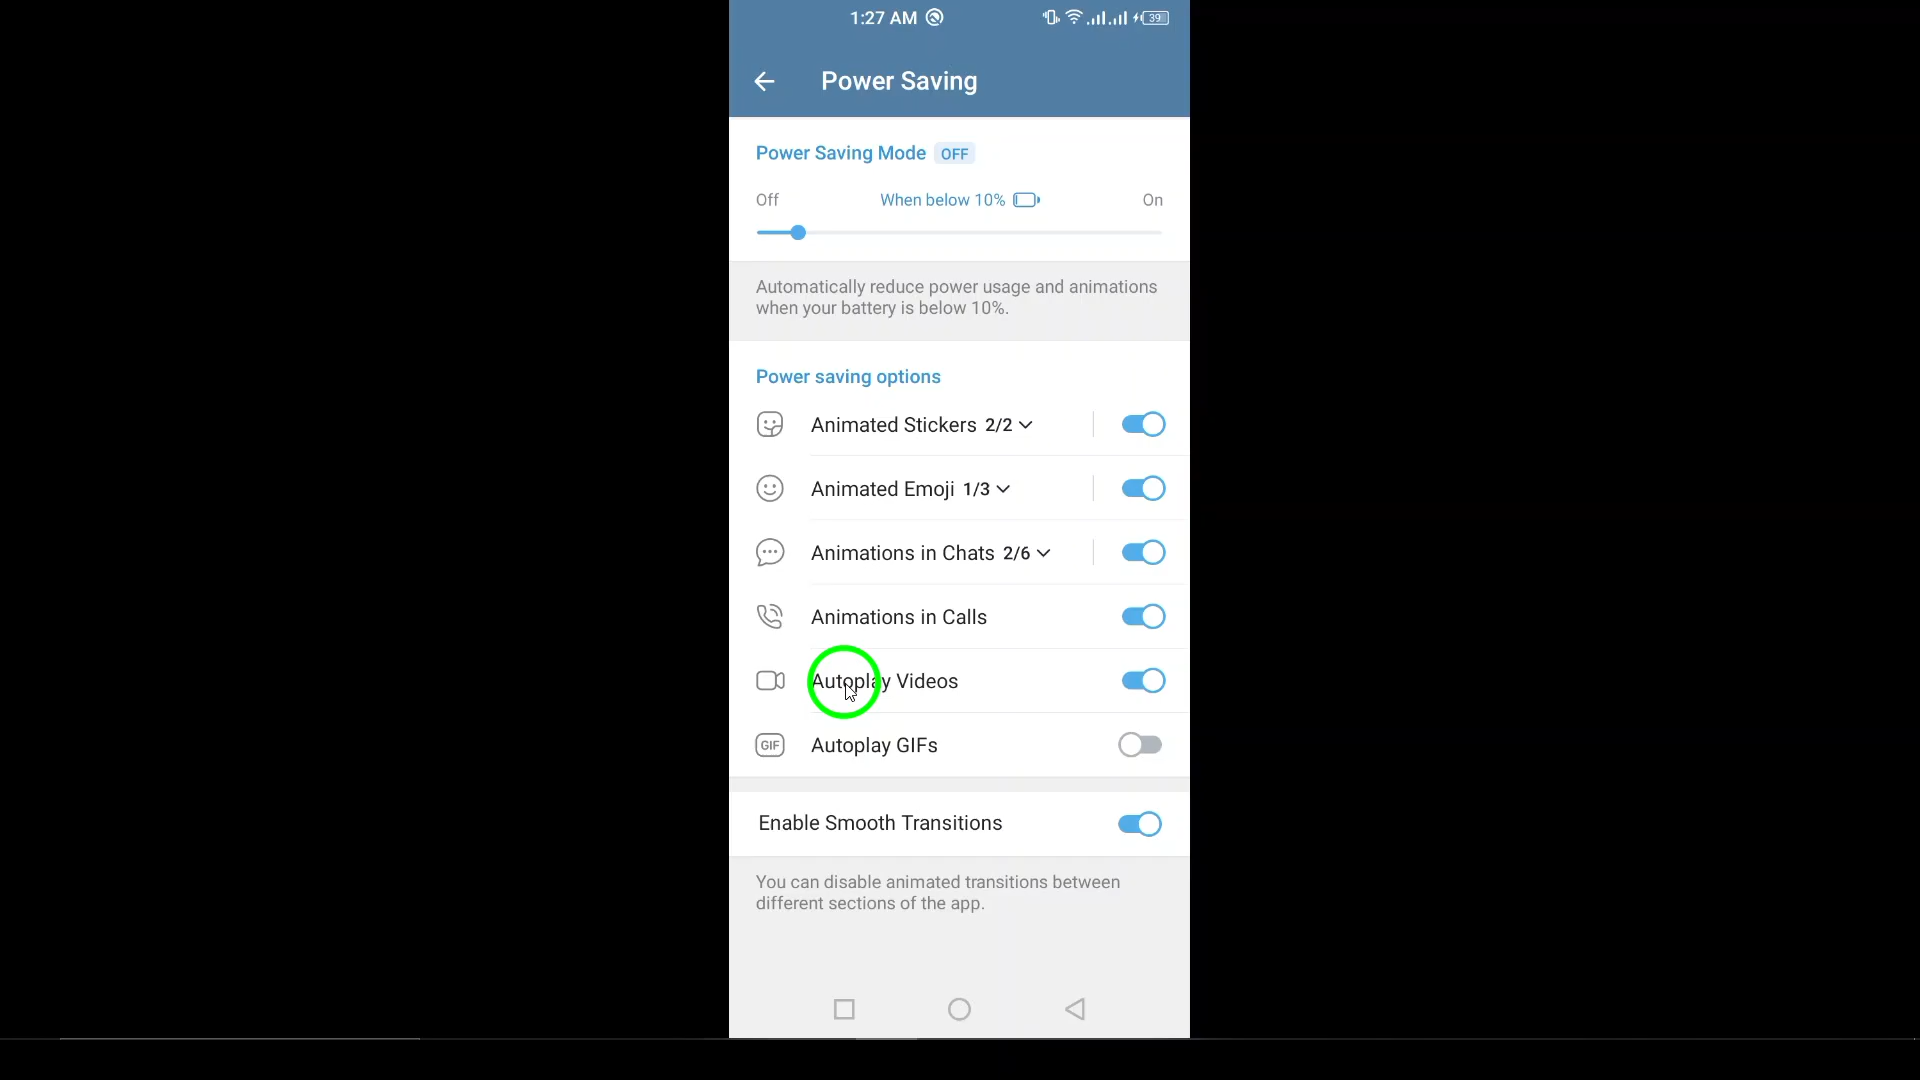 1:27 AM
39
Power Saving
Power Saving Mode OFF
Off When below 10% On
Automatically reduce power usage and animations
when your battery is below 10%.
Power saving options
Animated Stickers 2/2
Animated Emoji 1/3
Animations in Chats 2/6
Animations in Calls
Autoplay Videos
GIF Autoplay GIFs
Enable Smooth Transitions
You can disable animated transitions between
different sections of the app.